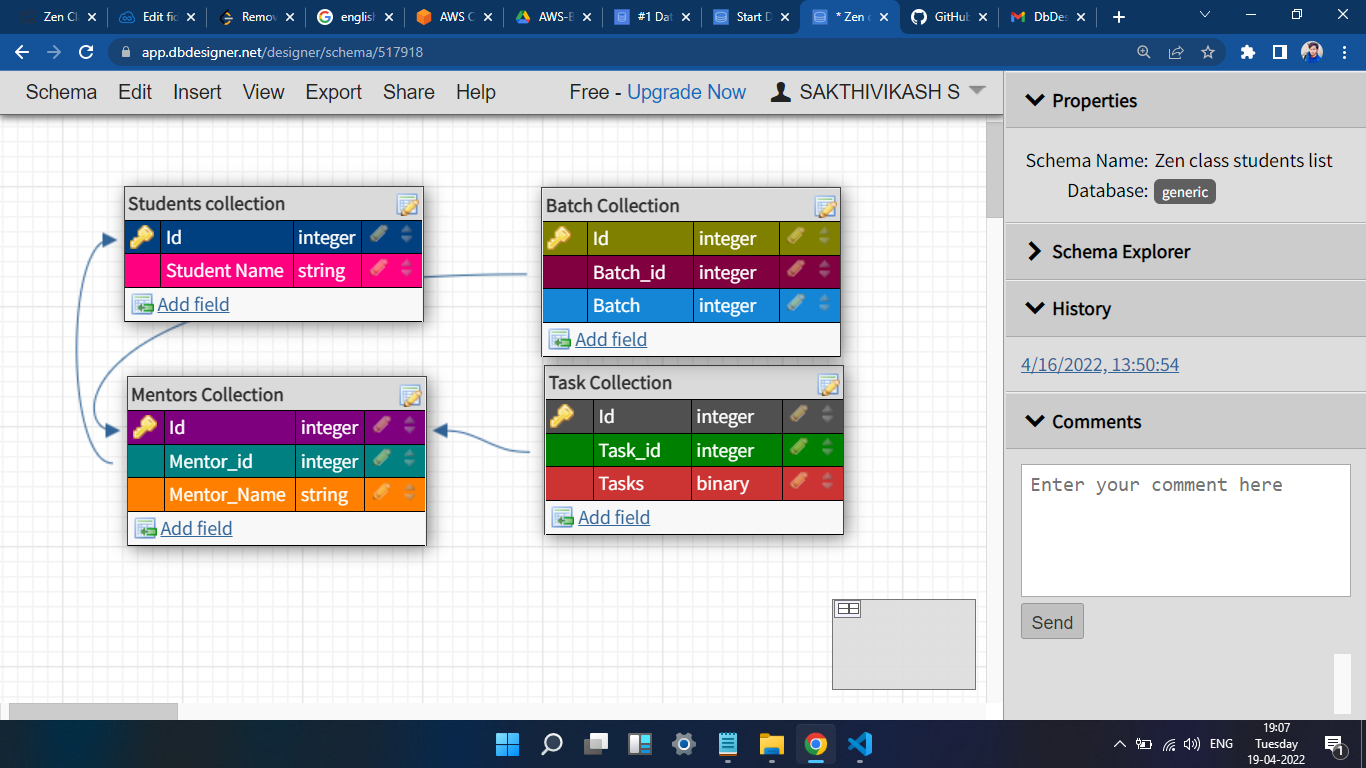 Zen Cla
Edit fic
Remov
english
AWS C
AWS-B
#1 Dat
Start D
* Zen c
GitHub
DbDes
app.dbdesigner.net/designer/schema/517918
Schema Edit Insert View Export Share Help Free - Upgrade Now SAKTHIVIKASH S
Properties
Schema Name: Zen class students list
Database: generic
Schema Explorer
History
4/16/2022, 13:50:54
Comments
Enter your comment here
Send
Students collection
Id integer
Student Name string
Add field
Batch Collection
Id integer
Batch_id integer
Batch integer
Add field
Mentors Collection
Id integer
Mentor_id integer
Mentor_Name string
Add field
Task Collection
Id integer
Task_id integer
Tasks binary
Add field
ENG
19:07
Tuesday
19-04-2022
1